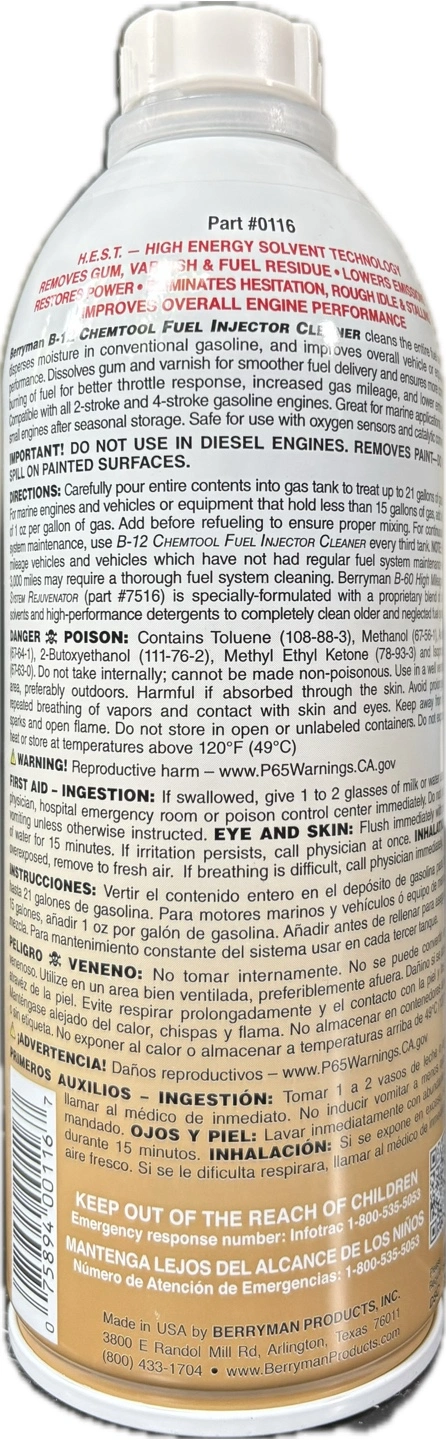 Part #0116
H.E.S.T. – HIGH ENERGY SOLVENT TECHNOLOGY
REMOVES GUM, VARNISH & FUEL RESIDUE • LOWERS EMISSIONS
RESTORES POWER • ELIMINATES HESITATION, ROUGH IDLE & STALLING
IMPROVES OVERALL ENGINE PERFORMANCE
Berryman B-12 CHEMTOOL FUEL INJECTOR CLEANER cleans the entire
disperses moisture in conventional gasoline, and improves overall vehicle or
performance. Dissolves gum and varnish for smoother fuel delivery and ensures
burning of fuel for better throttle response, increased gas mileage, and lower
Compatible with all 2-stroke and 4-stroke gasoline engines. Great for marine applications
small engines after seasonal storage. Safe for use with oxygen sensors and
IMPORTANT! DO NOT USE IN DIESEL ENGINES. REMOVES PAINT–
SPILL ON PAINTED SURFACES.
DIRECTIONS: Carefully pour entire contents into gas tank to treat up to 21 gallons
For marine engines and vehicles or equipment that hold less than 15 gallons of gas,
of 1 oz per gallon of gas. Add before refueling to ensure proper mixing. For
system maintenance, use B-12 CHEMTOOL FUEL INJECTOR CLEANER every third tank.
mileage vehicles and vehicles which have not had regular fuel system
3,000 miles may require a thorough fuel system cleaning. Berryman B-60 High
SYSTEM REJUVENATOR (part #7516) is specially-formulated with a proprietary blend
solvents and high-performance detergents to completely clean older and neglected
DANGER ☠ POISON: Contains Toluene (108-88-3), Methanol (67-56-1),
(67-64-1), 2-Butoxyethanol (111-76-2), Methyl Ethyl Ketone (78-93-3) and
(67-63-0). Do not take internally; cannot be made non-poisonous. Use in a well
area, preferably outdoors. Harmful if absorbed through the skin. Avoid
repeated breathing of vapors and contact with skin and eyes. Keep away
sparks and open flame. Do not store in open or unlabeled containers. Do not
heat or store at temperatures above 120°F (49°C)
⚠WARNING! Reproductive harm – www.P65Warnings.CA.gov
FIRST AID – INGESTION: If swallowed, give 1 to 2 glasses of milk or water
physician, hospital emergency room or poison control center immediately. Do
vomiting unless otherwise instructed. EYE AND SKIN: Flush immediately
of water for 15 minutes. If irritation persists, call physician at once.
overexposed, remove to fresh air. If breathing is difficult, call physician
INSTRUCCIONES: Vertir el contenido entero en el depósito de gasolina
hasta 21 galones de gasolina. Para motores marinos y vehículos ó equipo de
15 galones, añadir 1 oz por galón de gasolina. Añadir antes de rellenar para
mezcla. Para mantenimiento constante del sistema usar en cada tercer tanque
PELIGRO ☠ VENENO: No tomar internamente. No se puede
venenoso. Utilize en un area bien ventilada, preferiblemente afuera. Dañino si
atravéz de la piel. Evite respirar prolongadamente y el contacto con la piel
Manténgase alejado del calor, chispas y flama. No almacenar en contenedores
sin etiqueta. No exponer al calor o almacenar a temperaturas arriba de 49°C
⚠¡ADVERTENCIA! Daños reproductivos – www.P65Warnings.CA.gov
PRIMEROS AUXILIOS – INGESTIÓN: Tomar 1 a 2 vasos de leche
llamar al médico de inmediato. No inducir vomitar a menos
mandado. OJOS Y PIEL: Lavar inmediatamente con
durante 15 minutos. INHALACIÓN: Si se expone en
aire fresco. Si se le dificulta respirara, llamar al médico de
0 75894 00116 7
KEEP OUT OF THE REACH OF CHILDREN
Emergency response number: Infotrac 1-800-535-5053
MANTENGA LEJOS DEL ALCANCE DE LOS NIÑOS
Número de Atención de Emergencias: 1-800-535-5053
Made in USA by BERRYMAN PRODUCTS, INC.
3800 E Randol Mill Rd, Arlington, Texas 76011
(800) 433-1704 • www.BerrymanProducts.com